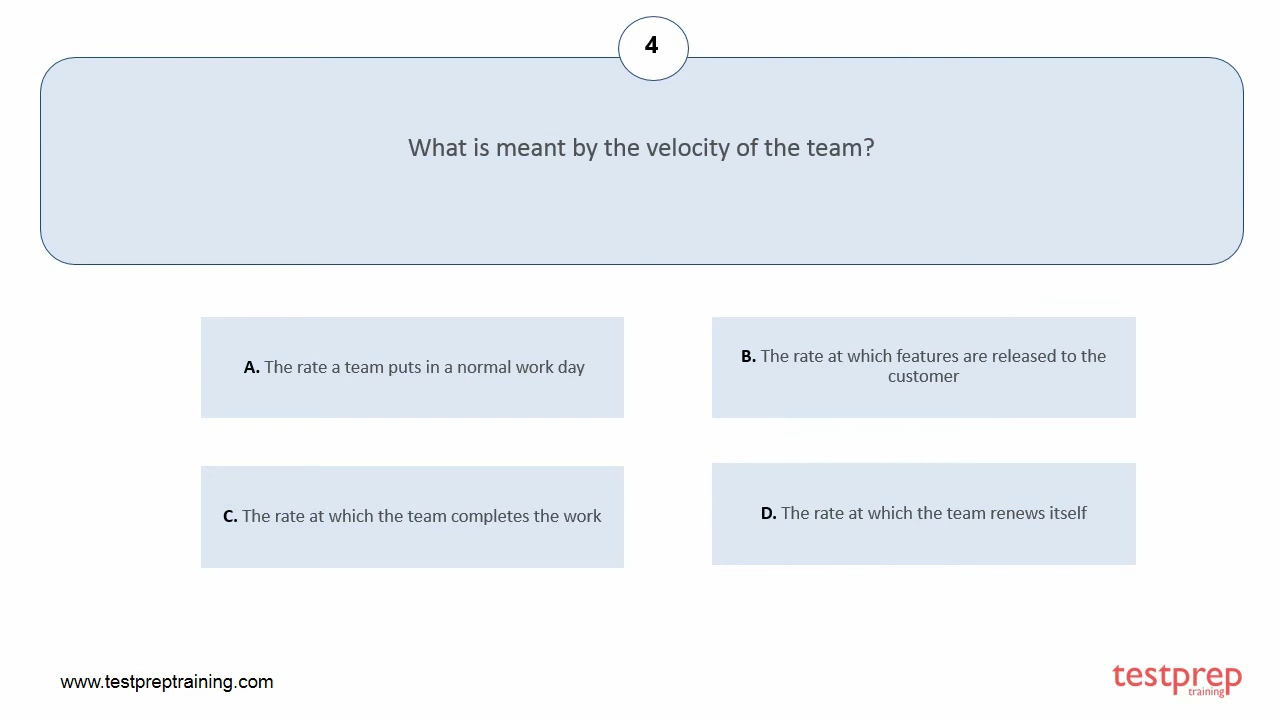 4
What is meant by the velocity of the team?
A. The rate a team puts in a normal work day
B. The rate at which features are released to the
customer
C. The rate at which the team completes the work
D. The rate at which the team renews itself
www.testpreptraining.com
testprep
training